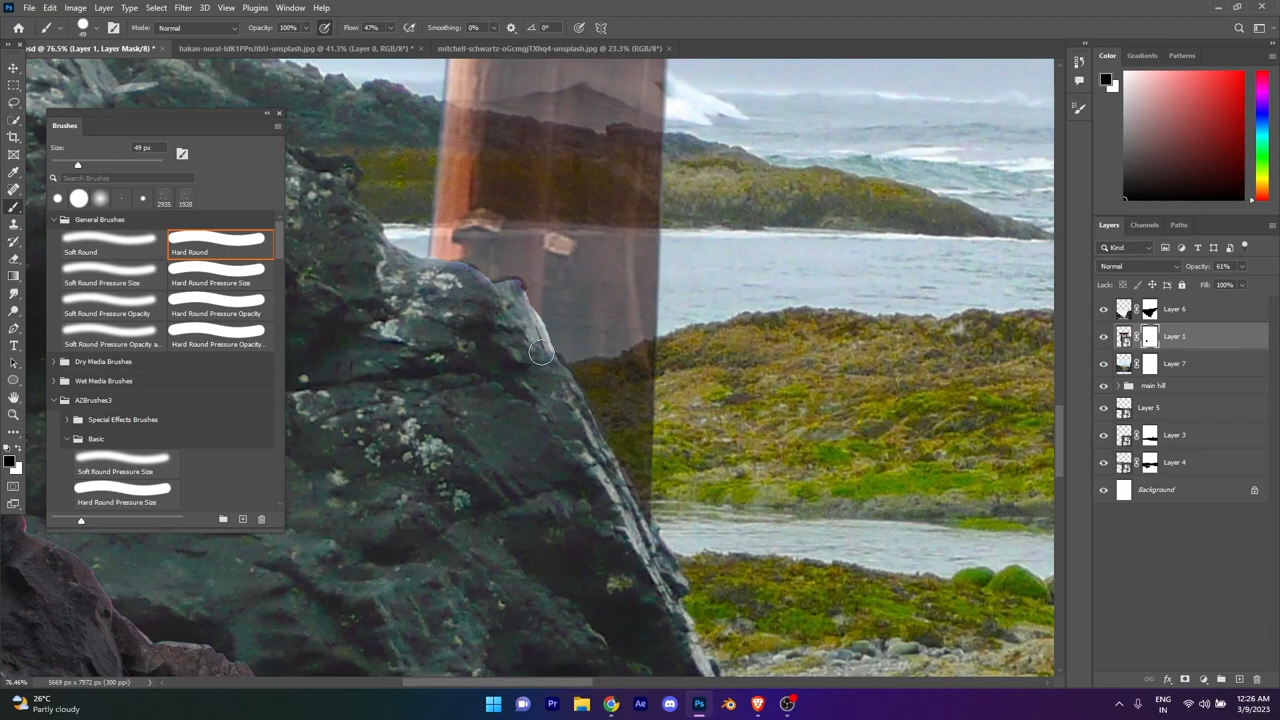 File Edit Image Layer Type Select Filter 3D View Plugins Window Help
49 Mode: Normal Opacity: 100% Flow: 47% Smoothing: 0% 0°
sd @ 76.5% (Layer 1, Layer Mask/8) * × hakan-nural-IdK1PPnJIbU-unsplash.jpg @ 41.3% (Layer 0, RGB/8*) * × mitchell-schwartz-oGcmgjTXhq4-unsplash.jpg @ 23.3% (RGB/8*) ×
Color Gradients Patterns
Brushes
Size: 49 px
Search Brushes
2935 1928
General Brushes
Soft Round Hard Round
Soft Round Pressure Size Hard Round Pressure Size
Soft Round Pressure Opacity Hard Round Pressure Opacity
Soft Round Pressure Opacity a... Hard Round Pressure Opacity...
Dry Media Brushes
Wet Media Brushes
AZBrushes3
Special Effects Brushes
Basic
Soft Round Pressure Size
Hard Round Pressure Size
Layers Channels Paths
Kind
Normal Opacity: 61%
Lock: Fill: 100%
Layer 6
Layer 1
Layer 7
main hill
Layer 5
Layer 3
Layer 4
Background
76.46% 5669 px x 7972 px (300 ppi)
26°C
Partly cloudy
ENG
IN
12:26 AM
3/9/2023